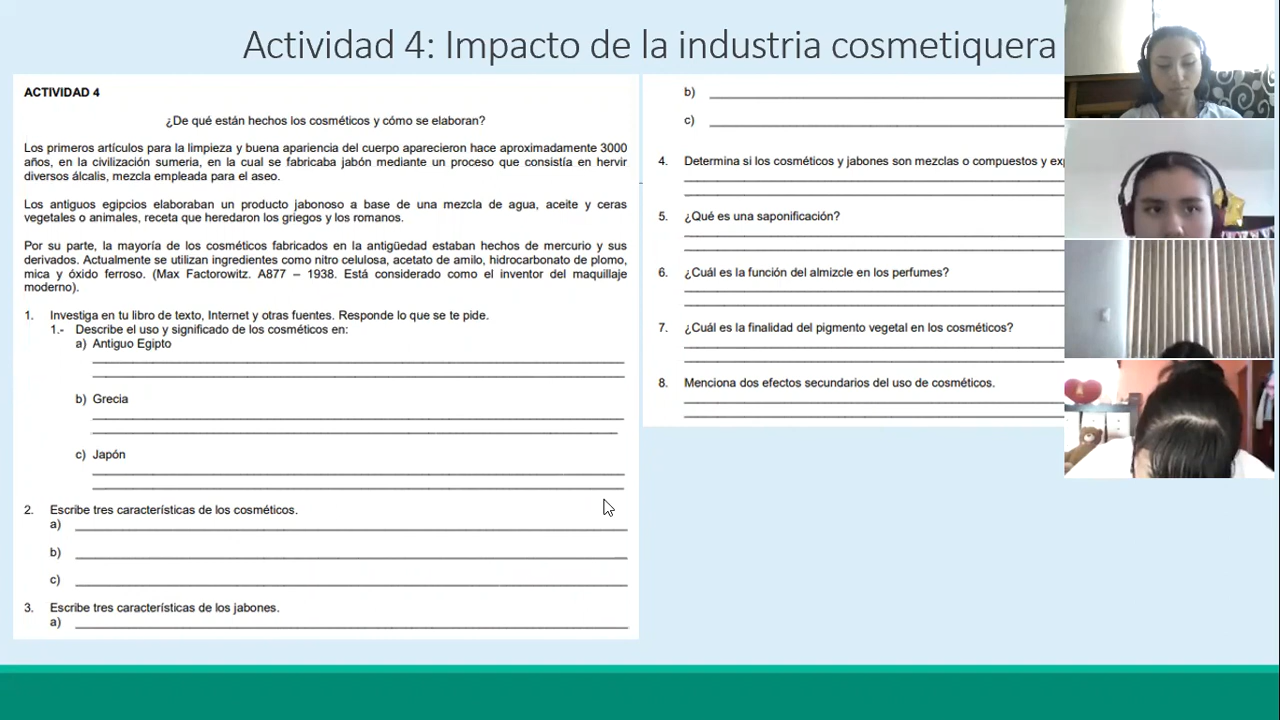 Actividad 4: Impacto de la industria cosmetiquera
ACTIVIDAD 4
¿De qué están hechos los cosméticos y cómo se elaboran?
Los primeros artículos para la limpieza y buena apariencia del cuerpo aparecieron hace aproximadamente 3000
años, en la civilización sumeria, en la cual se fabricaba jabón mediante un proceso que consistía en hervir
diversos álcalis, mezcla empleada para el aseo.
Los antiguos egipcios elaboraban un producto jabonoso a base de una mezcla de agua, aceite y ceras
vegetales o animales, receta que heredaron los griegos y los romanos.
Por su parte, la mayoría de los cosméticos fabricados en la antigüedad estaban hechos de mercurio y sus
derivados. Actualmente se utilizan ingredientes como nitro celulosa, acetato de amilo, hidrocarbonato de plomo,
mica y óxido ferroso. (Max Factorowitz. A877 – 1938. Está considerado como el inventor del maquillaje
moderno).
1. Investiga en tu libro de texto, Internet y otras fuentes. Responde lo que se te pide.
1.- Describe el uso y significado de los cosméticos en:
a) Antiguo Egipto
b) Grecia
c) Japón
2. Escribe tres características de los cosméticos.
a)
b)
c)
3. Escribe tres características de los jabones.
a)
b)
c)
4. Determina si los cosméticos y jabones son mezclas o compuestos y
5. ¿Qué es una saponificación?
6. ¿Cuál es la función del almizcle en los perfumes?
7. ¿Cuál es la finalidad del pigmento vegetal en los cosméticos?
8. Menciona dos efectos secundarios del uso de cosméticos.